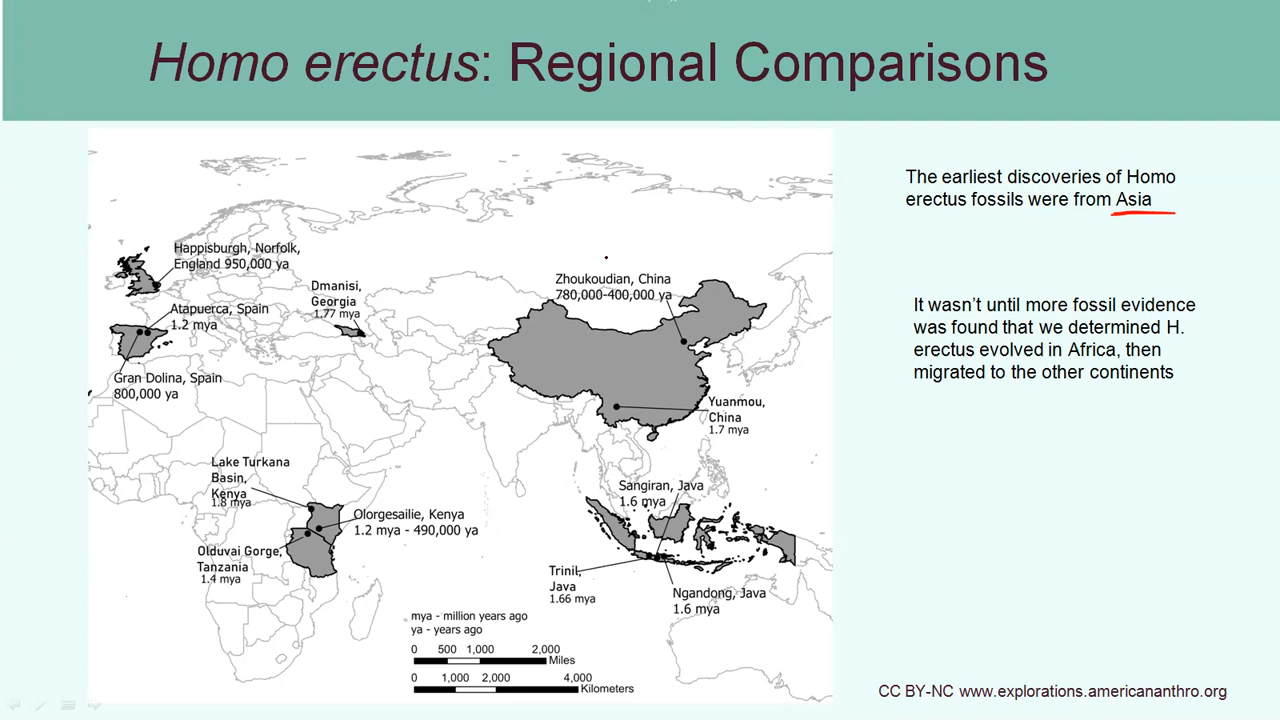 Homo erectus: Regional Comparisons
The earliest discoveries of Homo
erectus fossils were from Asia
It wasn't until more fossil evidence
was found that we determined H.
erectus evolved in Africa, then
migrated to the other continents
Happisburgh, Norfolk,
England 950,000 ya
Atapuerca, Spain
1.2 mya
Gran Dolina, Spain
800,000 ya
Dmanisi,
Georgia
1.77 mya
Zhoukoudian, China
780,000-400,000 ya
Yuanmou,
China
1.7 mya
Lake Turkana
Basin,
Kenya
1.8 mya
Olorgesailie, Kenya
1.2 mya - 490,000 ya
Olduvai Gorge,
Tanzania
1.4 mya
Sangiran, Java
1.6 mya
Trinil,
Java
1.66 mya
Ngandong, Java
1.6 mya
mya - million years ago
ya - years ago
0 500 1,000 2,000
Miles
0 1,000 2,000 4,000
Kilometers
CC BY-NC www.explorations.americananthro.org